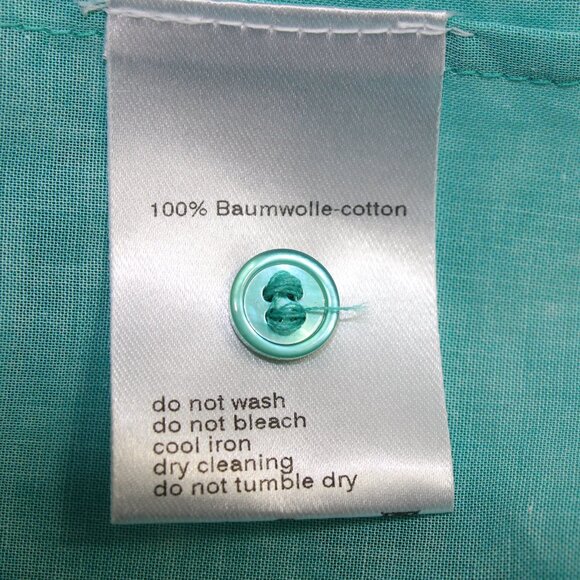 100% Baumwolle-cotton
do not wash
do not bleach
cool iron
dry cleaning
do not tumble dry